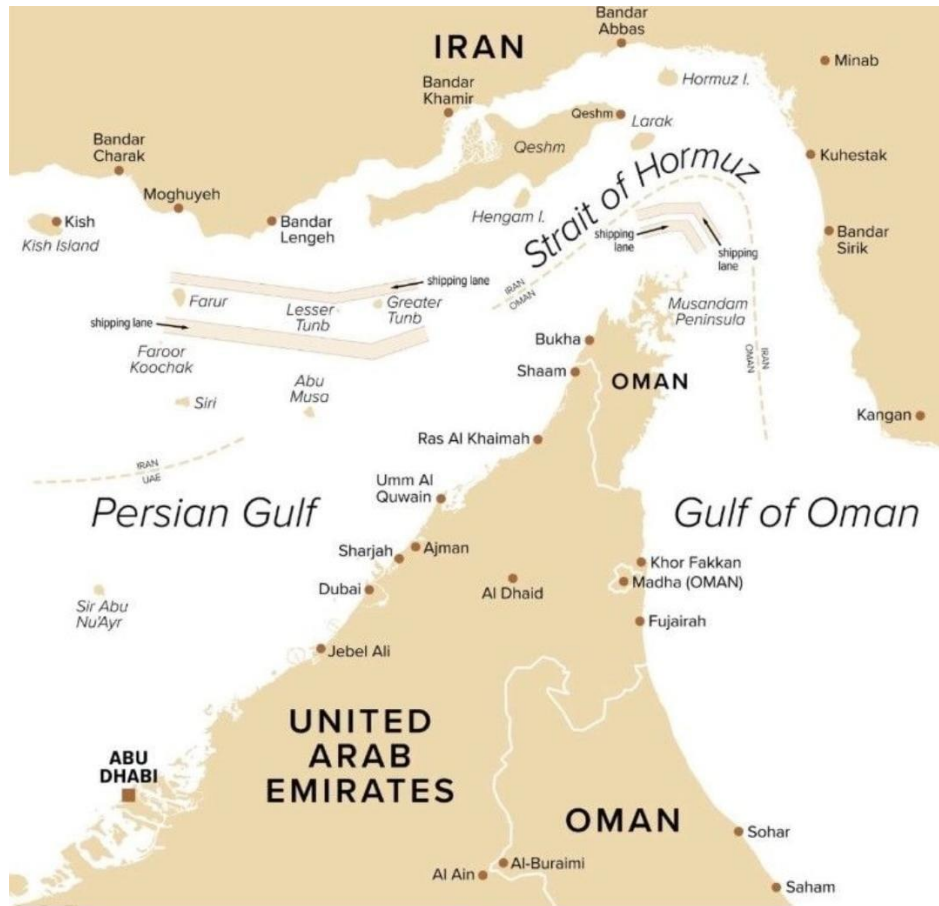 IRAN
Bandar
Abbas
Minab
Hormuz I.
Bandar
Khamir
Qeshm
Larak
Bandar
Charak
Qeshm
Kuhestak
Moghuyeh
Strait of Hormuz
Kish
Kish Island
Bandar
Lengeh
Hengam I.
shipping
lane
shipping
lane
Bandar
Sirik
shipping lane
IRAN
OMAN
Farur
Lesser
Tunb
Greater
Tunb
Musandam
Peninsula
shipping lane
Bukha
Faroor
Koochak
Shaam
IRAN
OMAN
OMAN
Abu
Musa
Siri
Kangan
Ras Al Khaimah
IRAN
UAE
Umm Al
Quwain
Persian Gulf
Gulf of Oman
Sharjah
Ajman
Khor Fakkan
Dubai
Al Dhaid
Madha (OMAN)
Sir Abu
Nu'Ayr
Fujairah
Jebel Ali
UNITED
ARAB
EMIRATES
ABU
DHABI
OMAN
Sohar
Al-Buraimi
Al Ain
Saham